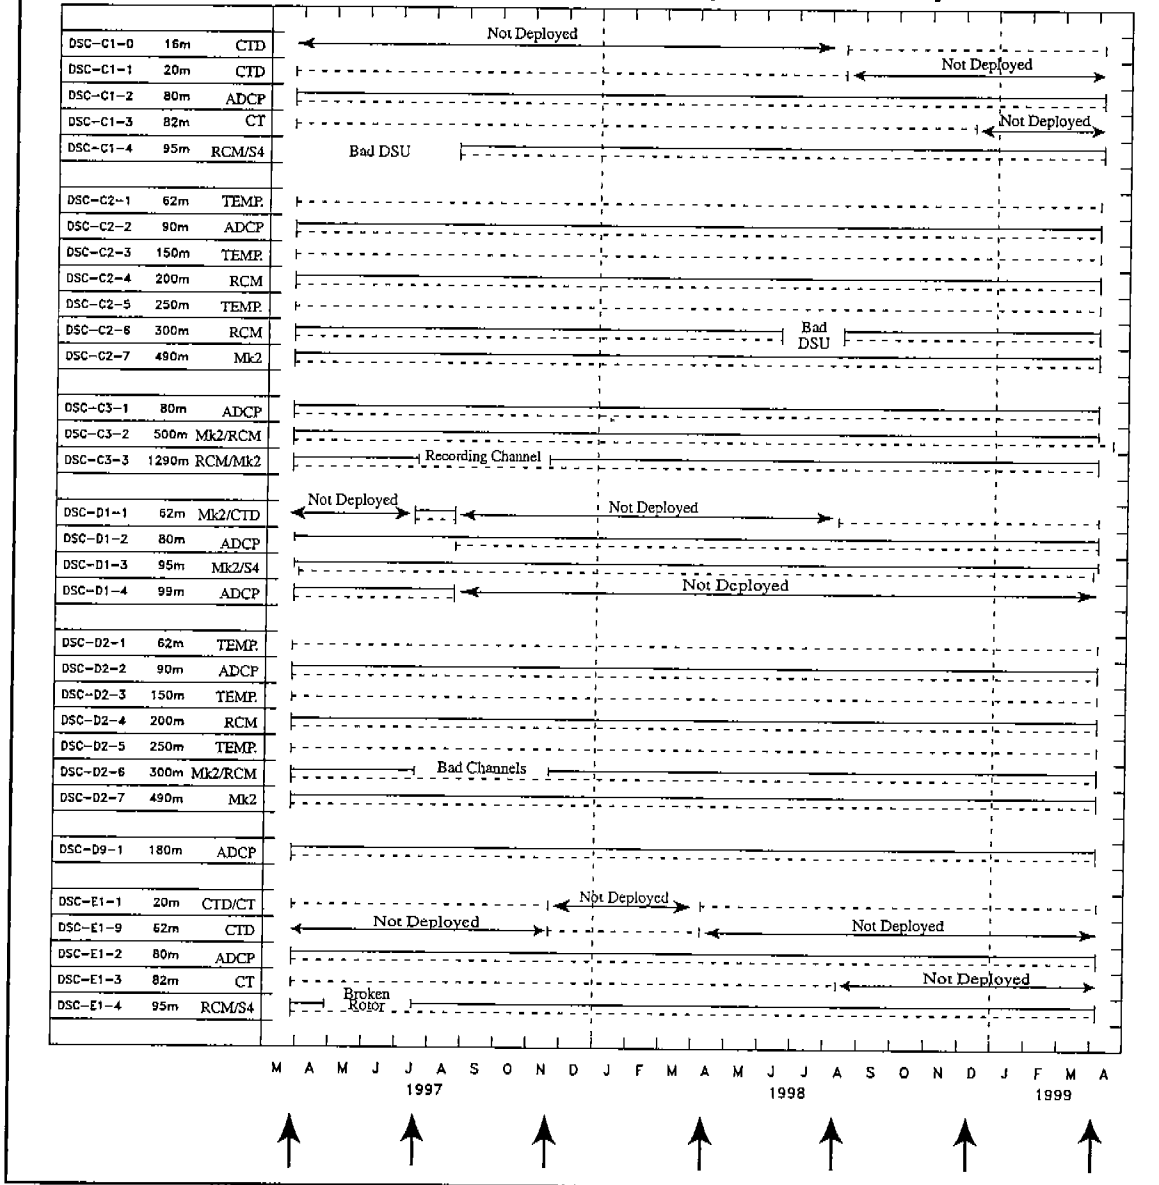 DSC-C1-0 16m CTD Not Deployed
DSC-C1-1 20m CTD Not Deployed
DSC-C1-2 80m ADCP
DSC-C1-3 82m CT Not Deployed
DSC-C1-4 95m RCM/S4 Bad DSU
DSC-C2-1 62m TEMP.
DSC-C2-2 90m ADCP
DSC-C2-3 150m TEMP.
DSC-C2-4 200m RCM
DSC-C2-5 250m TEMP.
DSC-C2-6 300m RCM Bad
DSU
DSC-C2-7 490m Mk2
DSC-C3-1 80m ADCP
DSC-C3-2 500m Mk2/RCM
DSC-C3-3 1290m RCM/Mk2 Recording Channel
DSC-D1-1 62m Mk2/CTD Not Deployed Not Deployed
DSC-D1-2 80m ADCP
DSC-D1-3 95m Mk2/S4
DSC-D1-4 99m ADCP Not Deployed
DSC-D2-1 62m TEMP.
DSC-D2-2 90m ADCP
DSC-D2-3 150m TEMP.
DSC-D2-4 200m RCM
DSC-D2-5 250m TEMP.
DSC-D2-6 300m Mk2/RCM Bad Channels
DSC-D2-7 490m Mk2
DSC-D9-1 180m ADCP
DSC-E1-1 20m CTD/CT Not Deployed
DSC-E1-9 62m CTD Not Deployed Not Deployed
DSC-E1-2 80m ADCP
DSC-E1-3 82m CT Not Deployed
DSC-E1-4 95m RCM/S4 Broken
Rotor
M A M J J A S O N D J F M A M J J A S O N D J F M A
1997 1998 1999